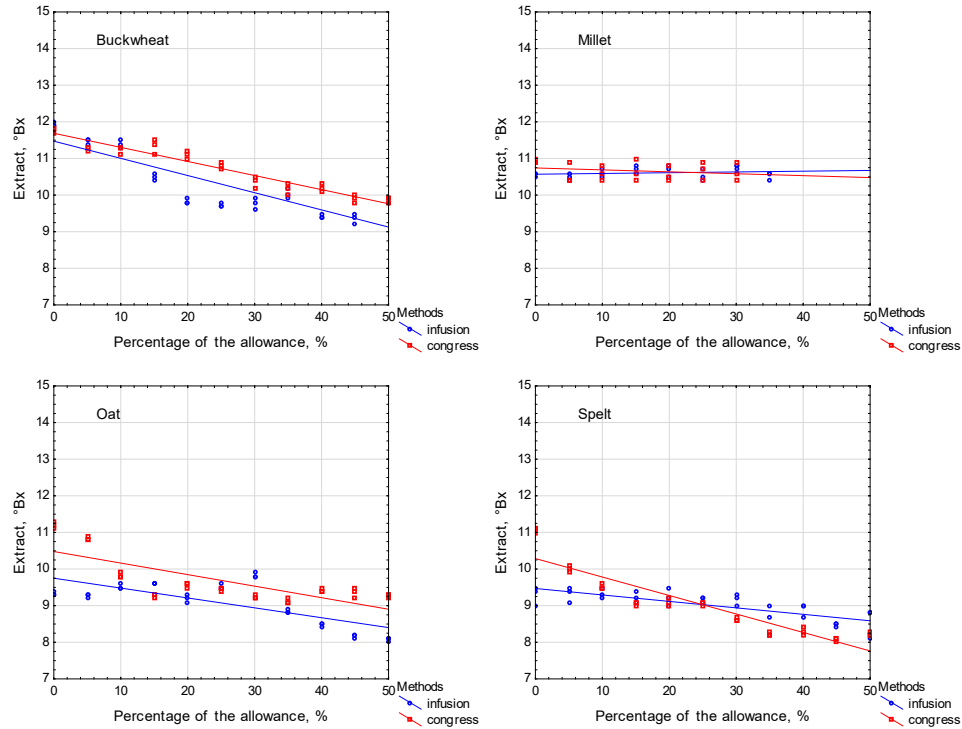 Buckwheat
Extract, °Bx
15
14
13
12
11
10
9
8
7
0 10 20 30 40 50
Percentage of the allowance, %
Methods
infusion
congress
Millet
Extract, °Bx
15
14
13
12
11
10
9
8
7
0 10 20 30 40 50
Percentage of the allowance, %
Methods
infusion
congress
Oat
Extract, °Bx
15
14
13
12
11
10
9
8
7
0 10 20 30 40 50
Percentage of the allowance, %
Methods
infusion
congress
Spelt
Extract, °Bx
15
14
13
12
11
10
9
8
7
0 10 20 30 40 50
Percentage of the allowance, %
Methods
infusion
congress